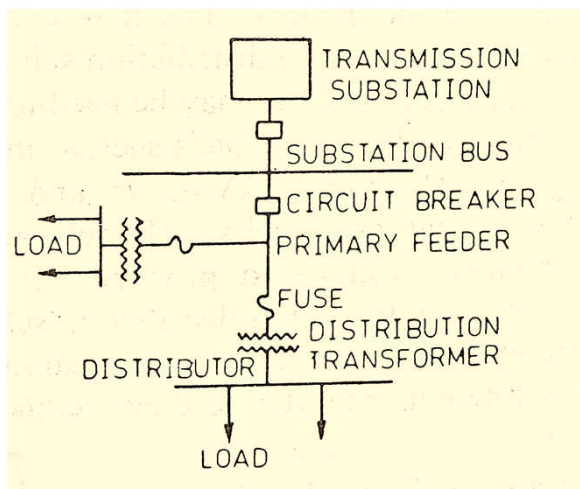 TRANSMISSION
SUBSTATION
SUBSTATION BUS
CIRCUIT BREAKER
LOAD
PRIMARY FEEDER
FUSE
DISTRIBUTION
TRANSFORMER
DISTRIBUTOR
LOAD